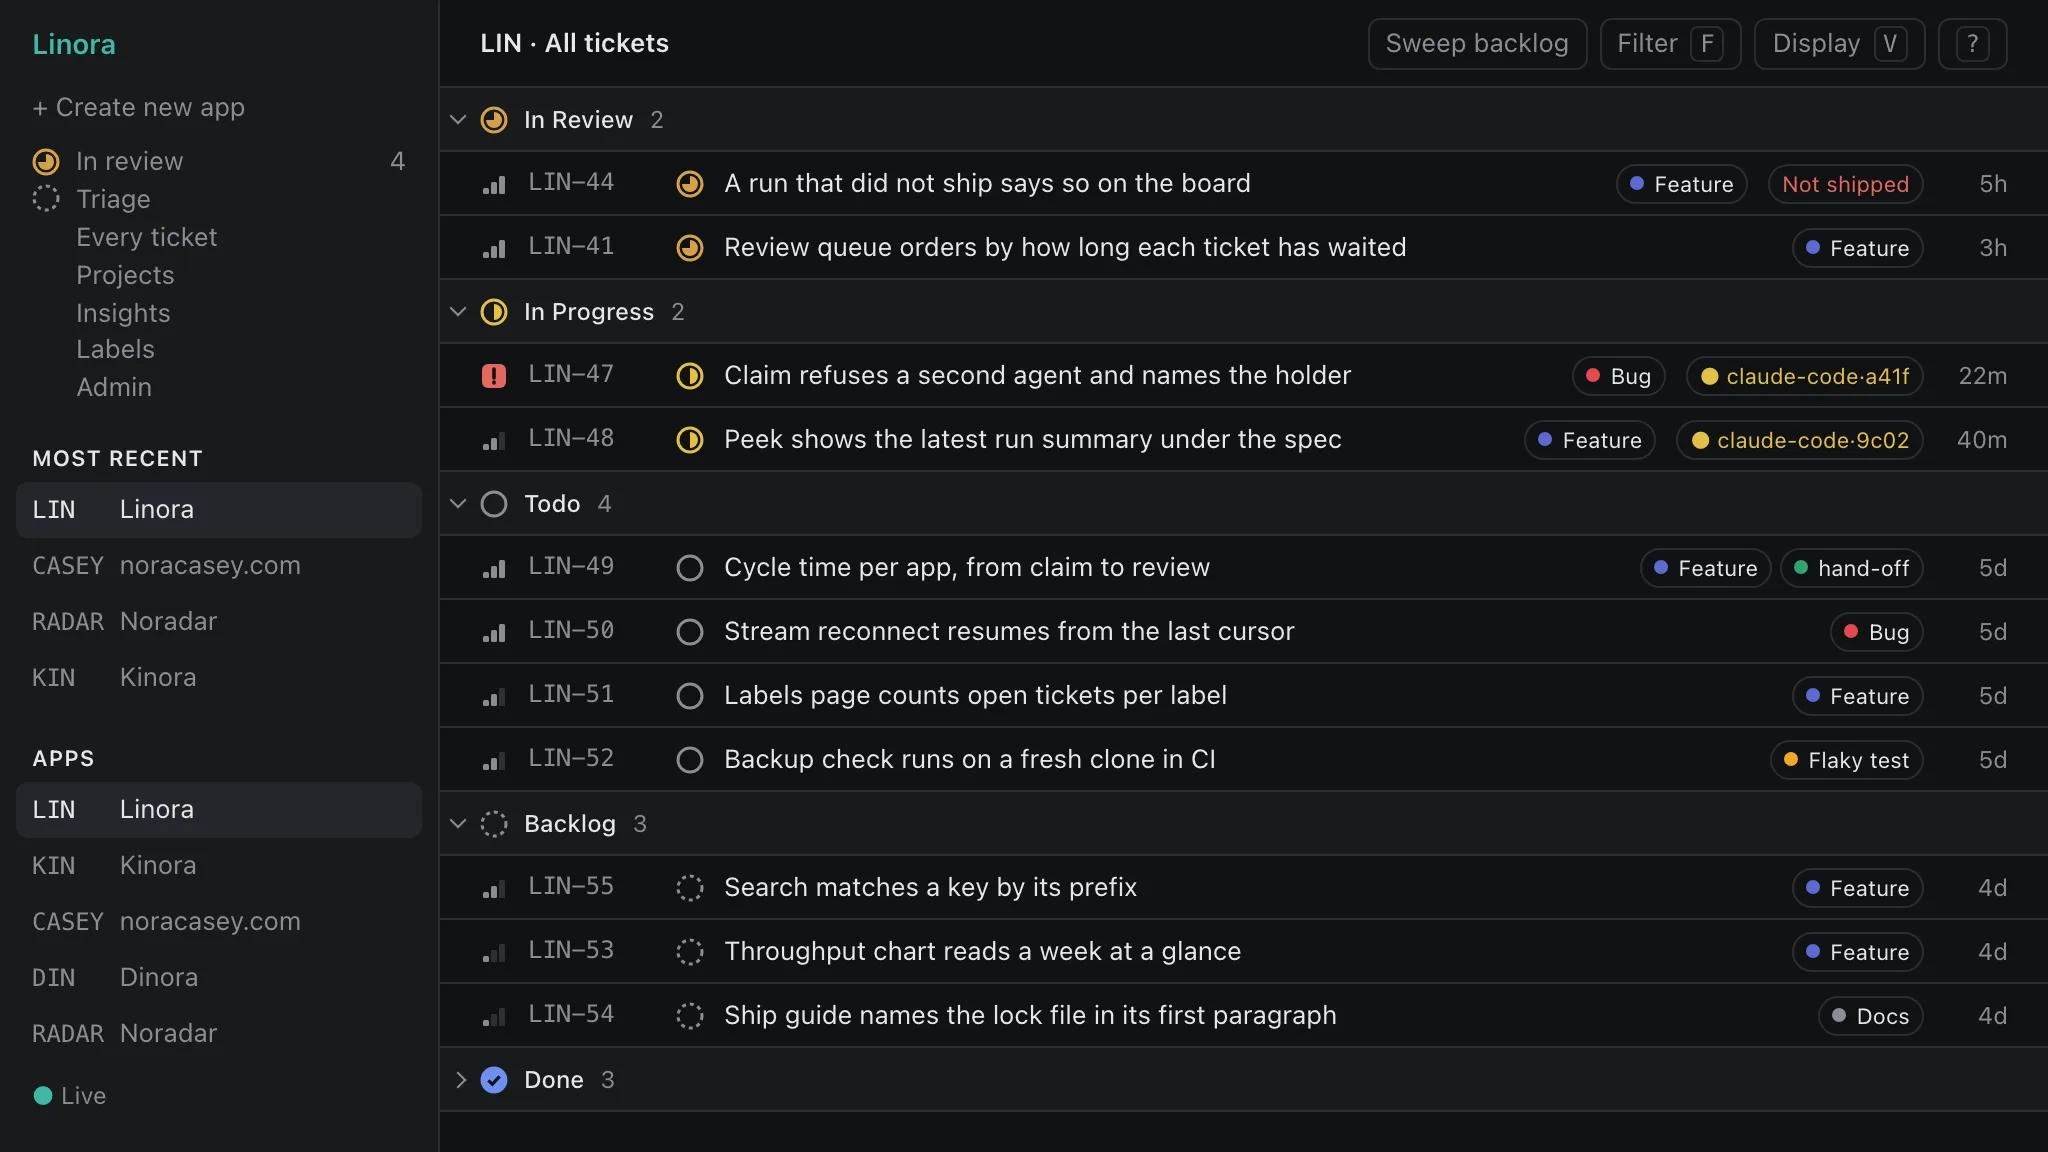 Linora
+ Create new app
In review 4
Triage
Every ticket
Projects
Insights
Labels
Admin
MOST RECENT
LIN Linora
CASEY noracasey.com
RADAR Noradar
KIN Kinora
APPS
LIN Linora
KIN Kinora
CASEY noracasey.com
DIN Dinora
RADAR Noradar
Live
LIN · All tickets
Sweep backlog
Filter F
Display V
?
In Review 2
LIN–44 A run that did not ship says so on the board Feature Not shipped 5h
LIN–41 Review queue orders by how long each ticket has waited Feature 3h
In Progress 2
! LIN–47 Claim refuses a second agent and names the holder Bug claude-code·a41f 22m
LIN–48 Peek shows the latest run summary under the spec Feature claude-code·9c02 40m
Todo 4
LIN–49 Cycle time per app, from claim to review Feature hand-off 5d
LIN–50 Stream reconnect resumes from the last cursor Bug 5d
LIN–51 Labels page counts open tickets per label Feature 5d
LIN–52 Backup check runs on a fresh clone in CI Flaky test 5d
Backlog 3
LIN–55 Search matches a key by its prefix Feature 4d
LIN–53 Throughput chart reads a week at a glance Feature 4d
LIN–54 Ship guide names the lock file in its first paragraph Docs 4d
Done 3